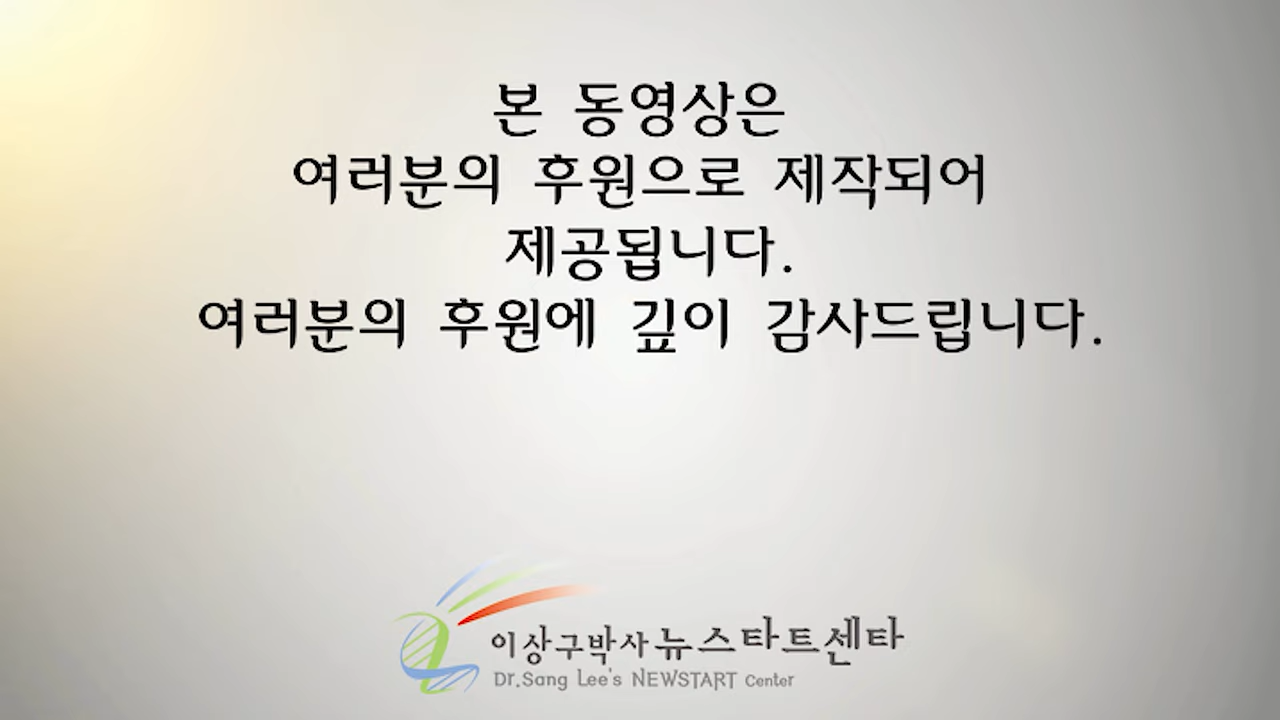 본 동영상은
여러분의 후원으로 제작되어
제공됩니다.
여러분의 후원에 깊이 감사드립니다.
이상구박사 뉴스타트센타
Dr.Sang Lee's NEWSTART Center